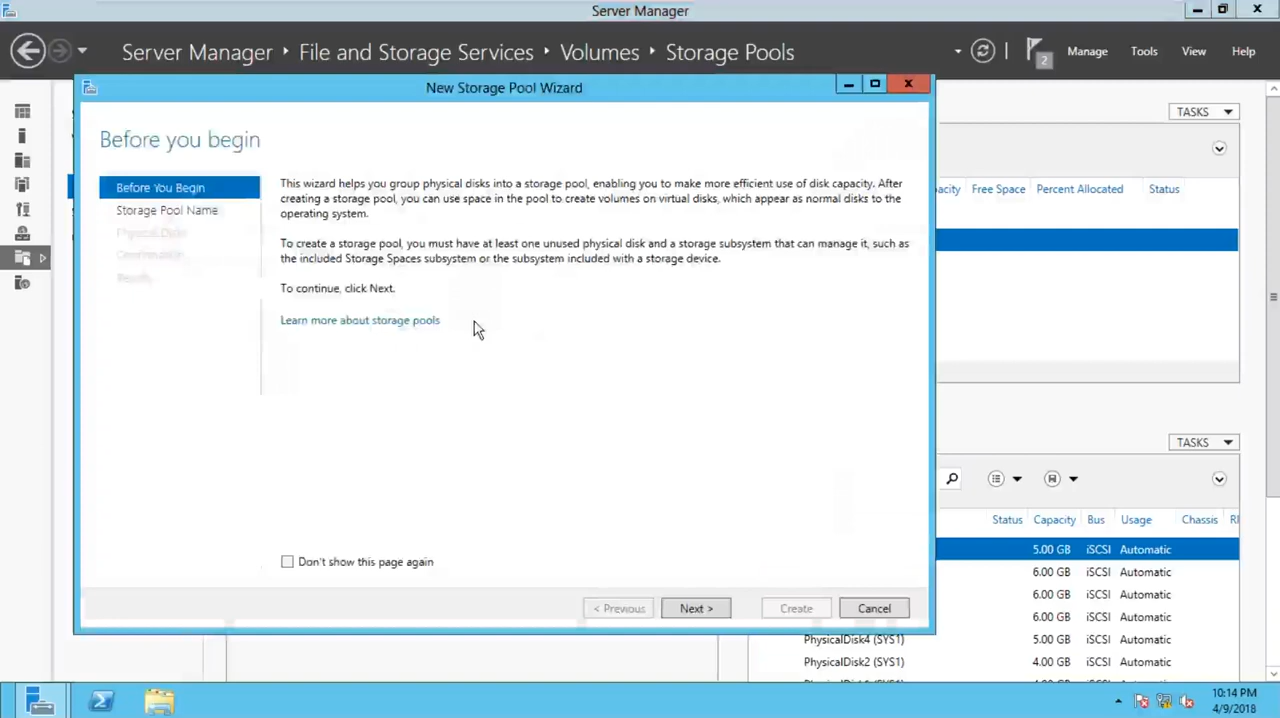 Server Manager
Server Manager • File and Storage Services • Volumes • Storage Pools
2
Manage Tools View Help
New Storage Pool Wizard
Before you begin
Before You Begin
Storage Pool Name
Physical Disks
Confirmation
Results
This wizard helps you group physical disks into a storage pool, enabling you to make more efficient use of disk capacity. After
creating a storage pool, you can use space in the pool to create volumes on virtual disks, which appear as normal disks to the
operating system.
To create a storage pool, you must have at least one unused physical disk and a storage subsystem that can manage it, such as
the included Storage Spaces subsystem or the subsystem included with a storage device.
To continue, click Next.
Learn more about storage pools
Don't show this page again
< Previous Next > Create Cancel
TASKS
Free Space Percent Allocated Status
TASKS
Status Capacity Bus Usage Chassis
5.00 GB iSCSI Automatic
6.00 GB iSCSI Automatic
6.00 GB iSCSI Automatic
6.00 GB iSCSI Automatic
PhysicalDisk4 (SYS1) 5.00 GB iSCSI Automatic
PhysicalDisk2 (SYS1) 4.00 GB iSCSI Automatic
10:14 PM
4/9/2018